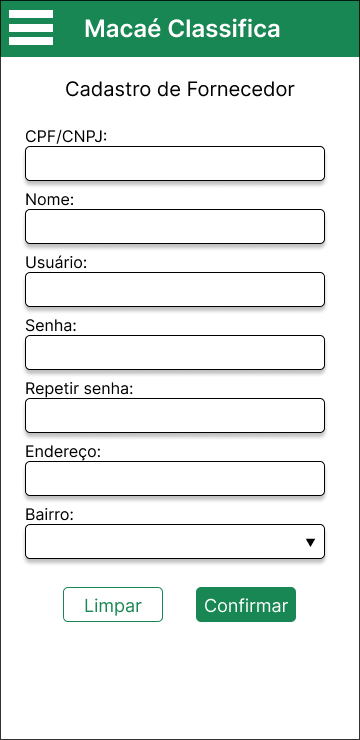 Macaé Classifica
Cadastro de Fornecedor
CPF/CNPJ:
Nome:
Usuário:
Senha:
Repetir senha:
Endereço:
Bairro:
Limpar
Confirmar